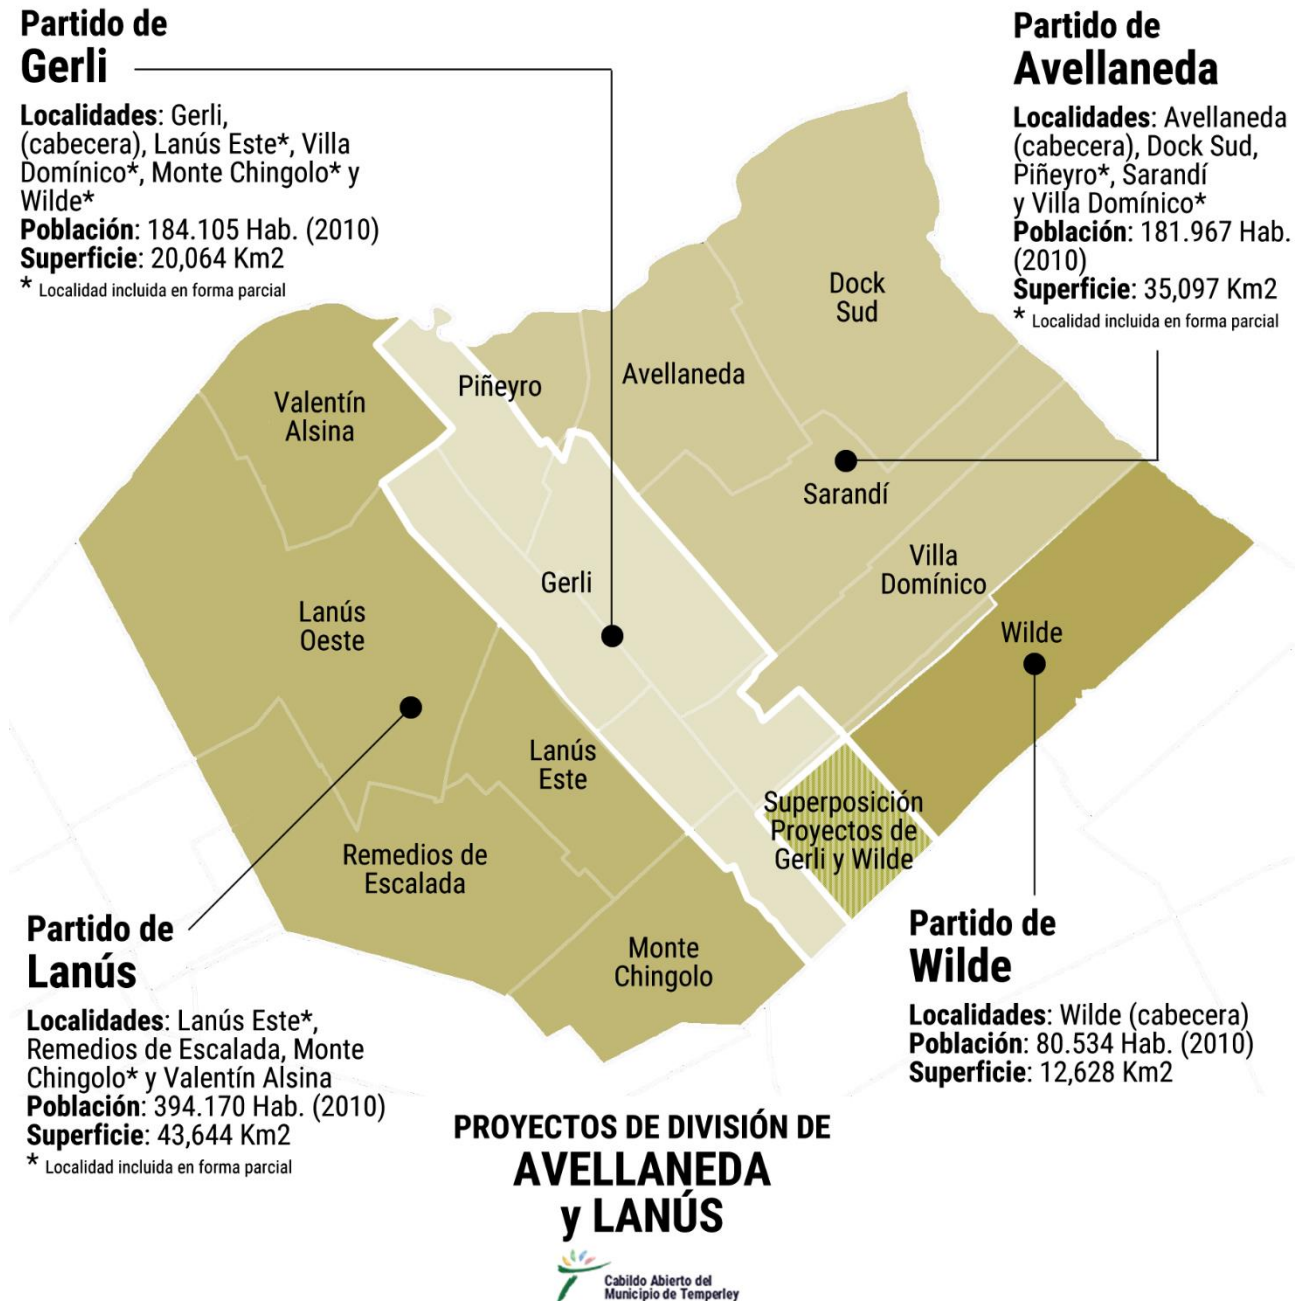 Partido de
Gerli
Localidades: Gerli,
(cabecera), Lanús Este*, Villa
Domínico*, Monte Chingolo* y
Wilde*
Población: 184.105 Hab. (2010)
Superficie: 20,064 Km2
* Localidad incluida en forma parcial
Partido de
Avellaneda
Localidades: Avellaneda
(cabecera), Dock Sud,
Piñeyro*, Sarandí
y Villa Domínico*
Población: 181.967 Hab.
(2010)
Superficie: 35,097 Km2
* Localidad incluida en forma parcial
Dock
Sud
Avellaneda
Piñeyro
Valentín
Alsina
Sarandí
Villa
Domínico
Gerli
Lanús
Oeste
Wilde
Lanús
Este
Superposición
Proyectos de
Gerli y Wilde
Remedios de
Escalada
Monte
Chingolo
Partido de
Lanús
Localidades: Lanús Este*,
Remedios de Escalada, Monte
Chingolo* y Valentín Alsina
Población: 394.170 Hab. (2010)
Superficie: 43,644 Km2
* Localidad incluida en forma parcial
Partido de
Wilde
Localidades: Wilde (cabecera)
Población: 80.534 Hab. (2010)
Superficie: 12,628 Km2
PROYECTOS DE DIVISIÓN DE
AVELLANEDA
y LANÚS
Cabildo Abierto del
Municipio de Temperley